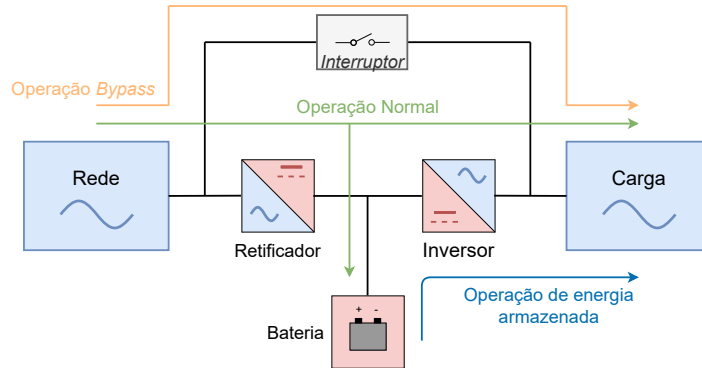 Interruptor
Operação Bypass
Operação Normal
Rede
Carga
Retificador
Inversor
Operação de energia
armazenada
+ -
Bateria